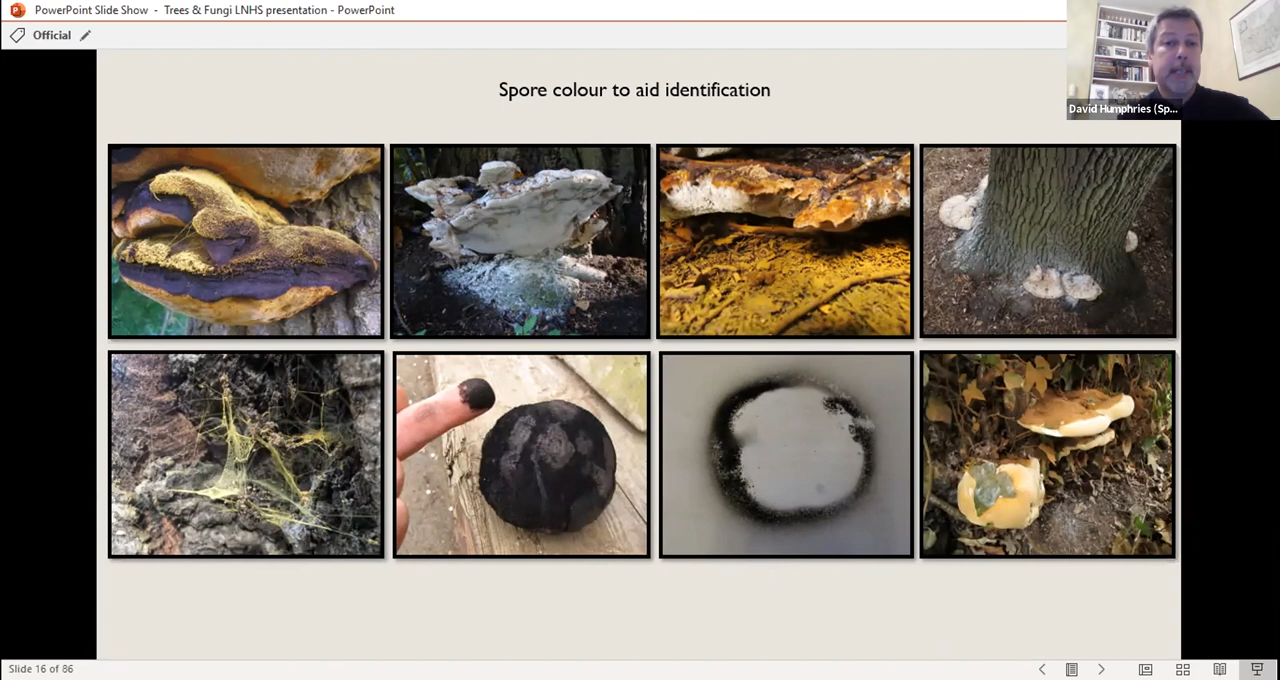 PowerPoint Slide Show - Trees & Fungi LNHS presentation - PowerPoint
Official
David Humphries (Sp...
Spore colour to aid identification
Slide 16 of 86